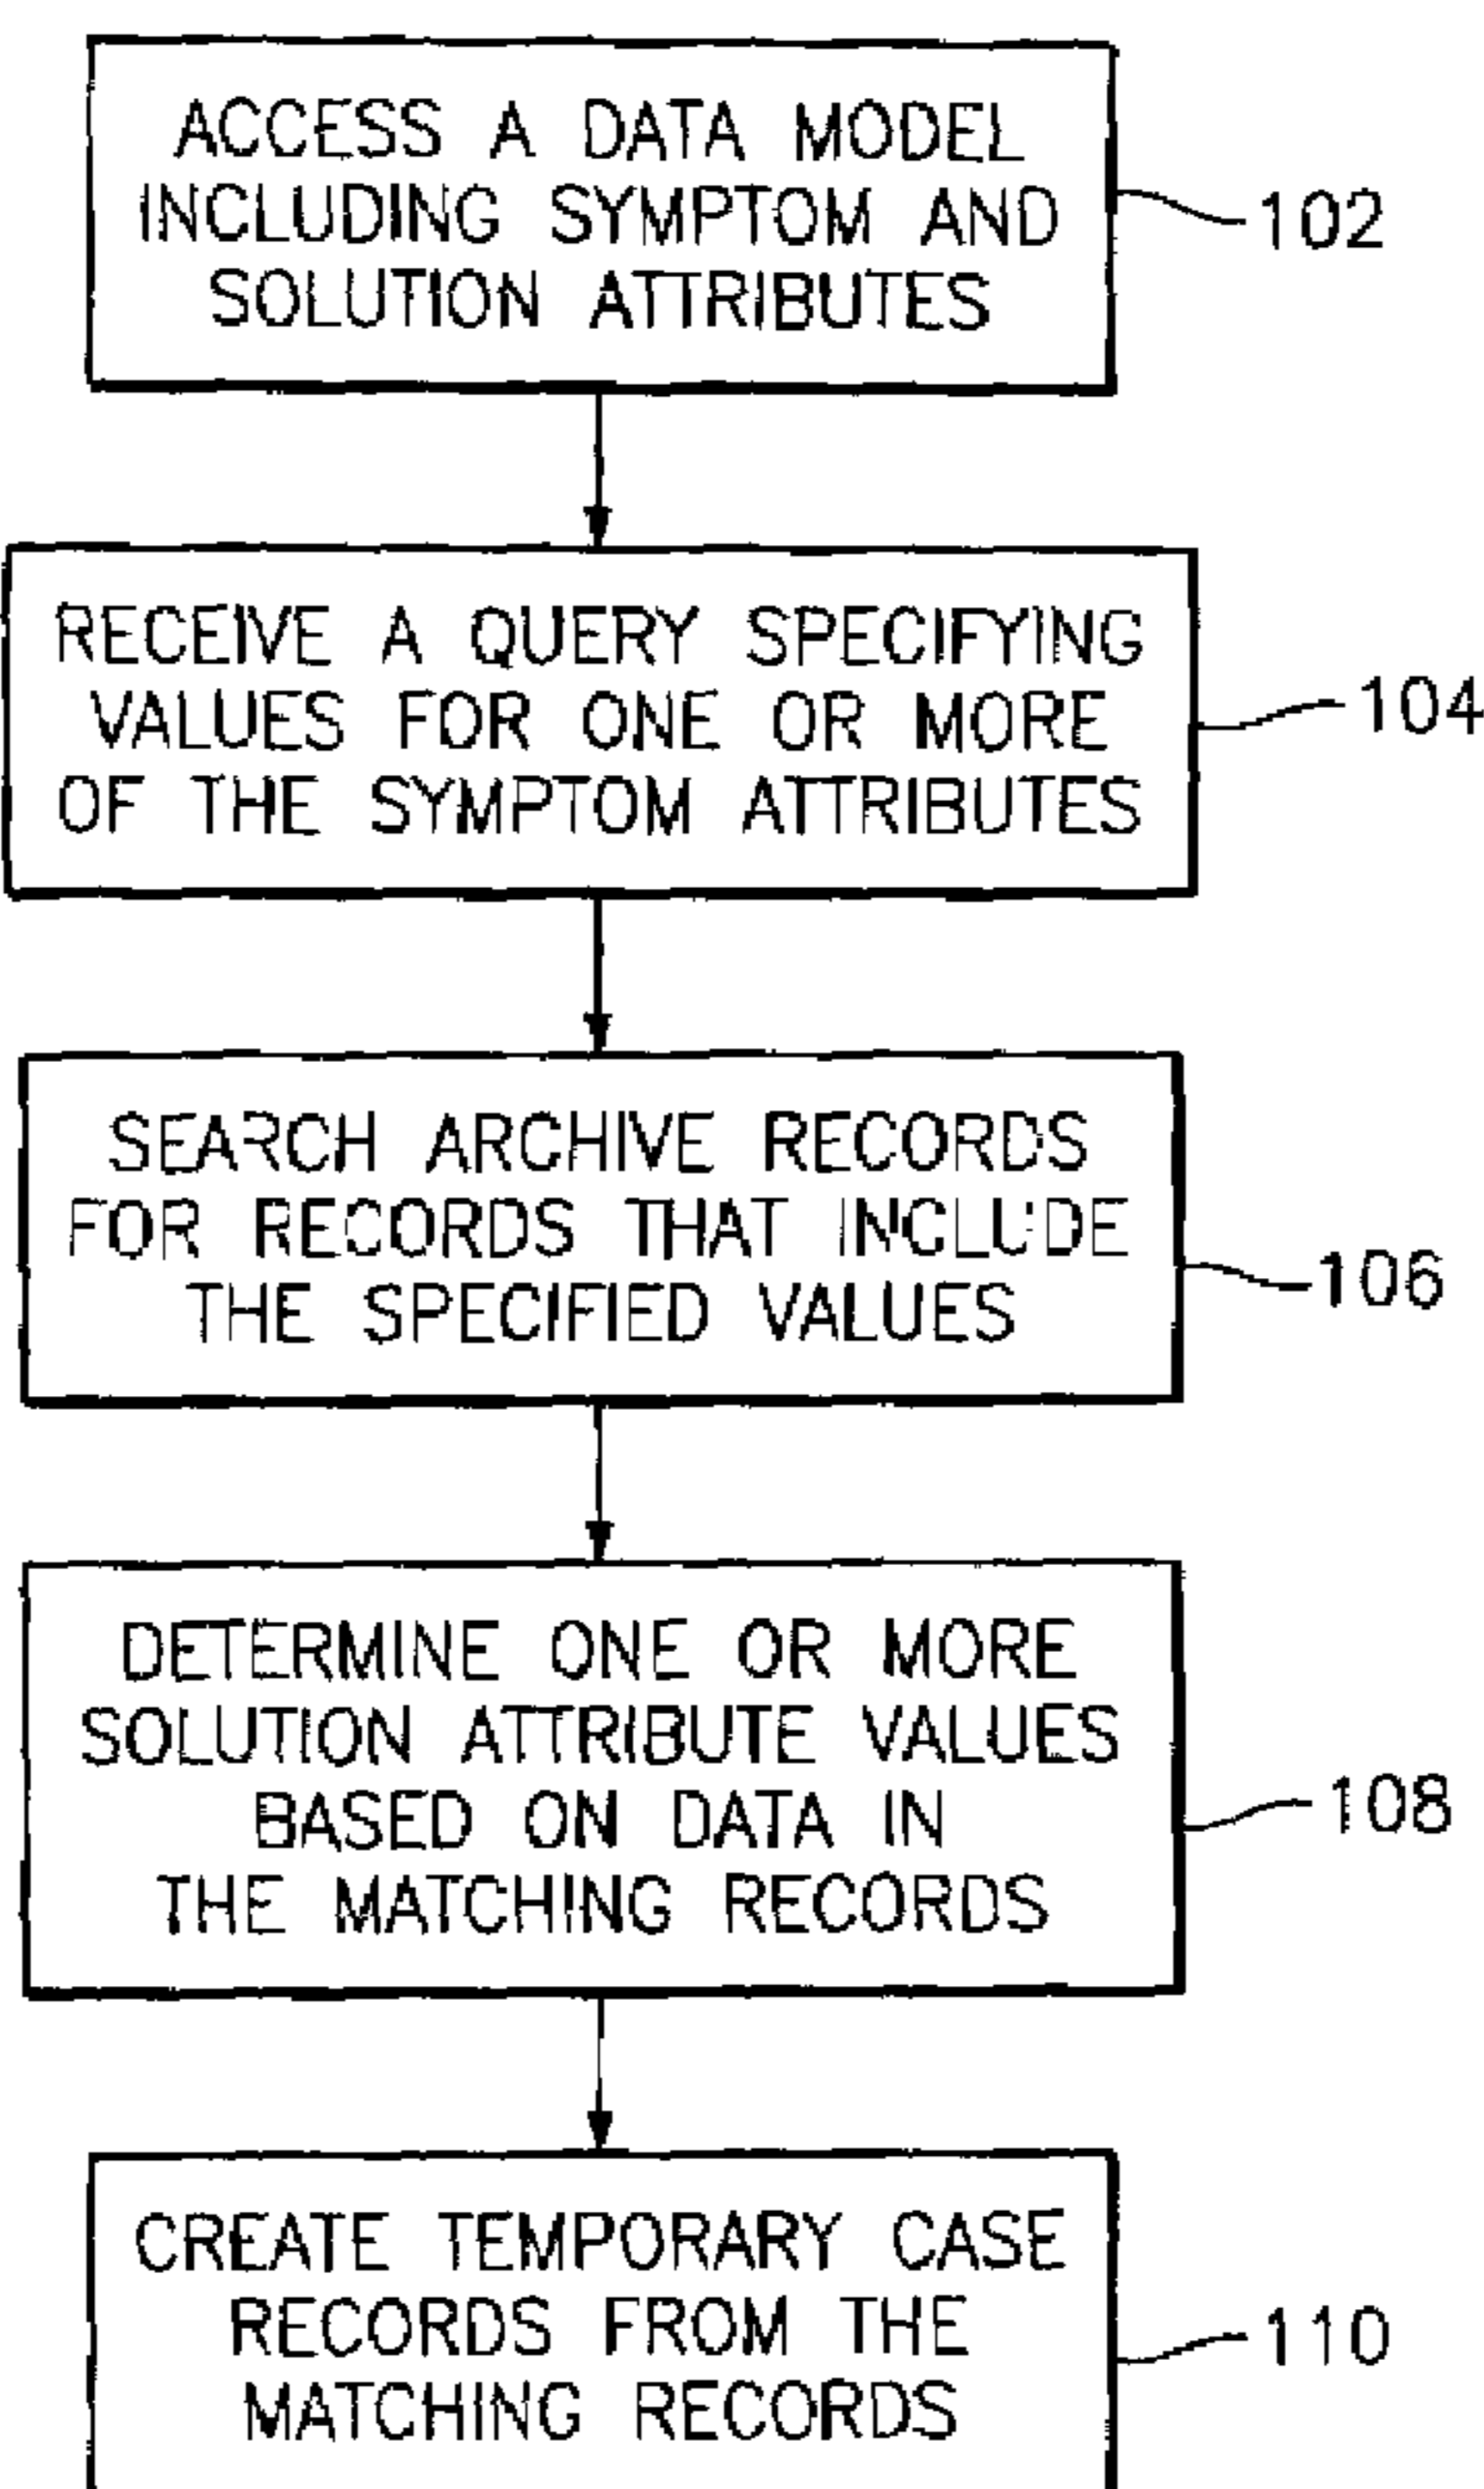 ACCESS A DATA MODEL
INCLUDING SYMPTOM AND
SOLUTION ATTRIBUTES
102
RECEIVE A QUERY SPECIFYING
VALUES FOR ONE OR MORE
OF THE SYMPTOM ATTRIBUTES
104
SEARCH ARCHIVE RECORDS
FOR RECORDS THAT INCLUDE
THE SPECIFIED VALUES
106
DETERMINE ONE OR MORE
SOLUTION ATTRIBUTE VALUES
BASED ON DATA IN
THE MATCHING RECORDS
108
CREATE TEMPORARY CASE
RECORDS FROM THE
MATCHING RECORDS
110